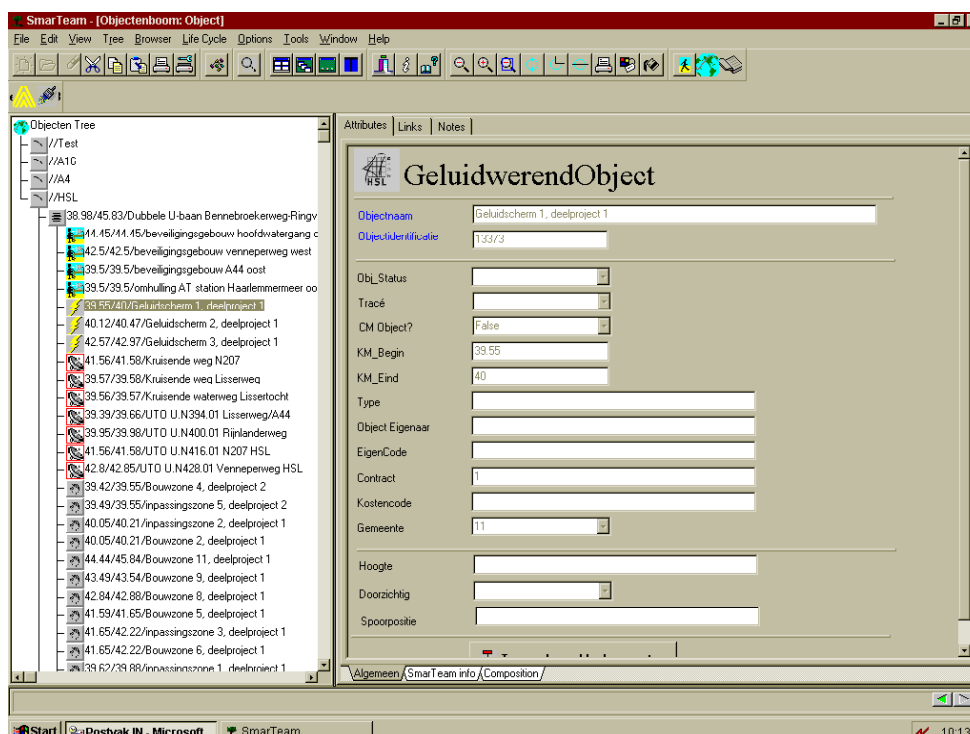 SmarTeam - [Objectenboom: Object]
File Edit View Tree Browser Life Cycle Options Tools Window Help
Objecten Tree
//Test
//A16
//A4
//HSL
38.98/45.83/Dubbele U-baan Bennebroekerweg-Ringv
44.45/44.45/beveiligingsgebouw hoofdwatergang
42.5/42.5/beveiligingsgebouw venneperweg west
39.5/39.5/beveiligingsgebouw A44 oost
39.5/39.5/omhulling AT station Haarlemmermeer oo
39.55/40/Geluidscherm 1, deelproject 1
40.12/40.47/Geluidscherm 2, deelproject 1
42.57/42.97/Geluidscherm 3, deelproject 1
41.56/41.58/Kruisende weg N207
39.57/39.58/Kruisende weg Lisserweg
39.56/39.57/Kruisende waterweg Lissertocht
39.39/39.66/UTO U.N394.01 Lisserweg/A44
39.95/39.98/UTO U.N400.01 Rijnlanderweg
41.56/41.58/UTO U.N416.01 N207 HSL
42.8/42.85/UTO U.N428.01 Venneperweg HSL
39.42/39.55/Bouwzone 4, deelproject 2
39.49/39.55/inpassingszone 5, deelproject 2
40.05/40.21/inpassingszone 2, deelproject 1
40.05/40.21/Bouwzone 2, deelproject 1
44.44/45.84/Bouwzone 11, deelproject 1
43.49/43.54/Bouwzone 9, deelproject 1
42.84/42.88/Bouwzone 8, deelproject 1
41.59/41.65/Bouwzone 5, deelproject 1
41.65/42.22/inpassingszone 3, deelproject 1
41.65/42.22/Bouwzone 6, deelproject 1
39.62/39.88/inpassingszone 1, deelproject 1
Attributes Links Notes
HSL GeluidwerendObject
Objectnaam Geluidscherm 1, deelproject 1
Objectidentificatie 13373
Obj_Status
Tracé
CM Object? False
KM_Begin 39.55
KM_Eind 40
Type
Object Eigenaar
EigenCode
Contract 1
Kostencode
Gemeente 11
Hoogte
Doorzichtig
Spoorpositie
Algemeen SmarTeam info Composition
Start Postvak IN - Microsoft SmarTeam 10:13